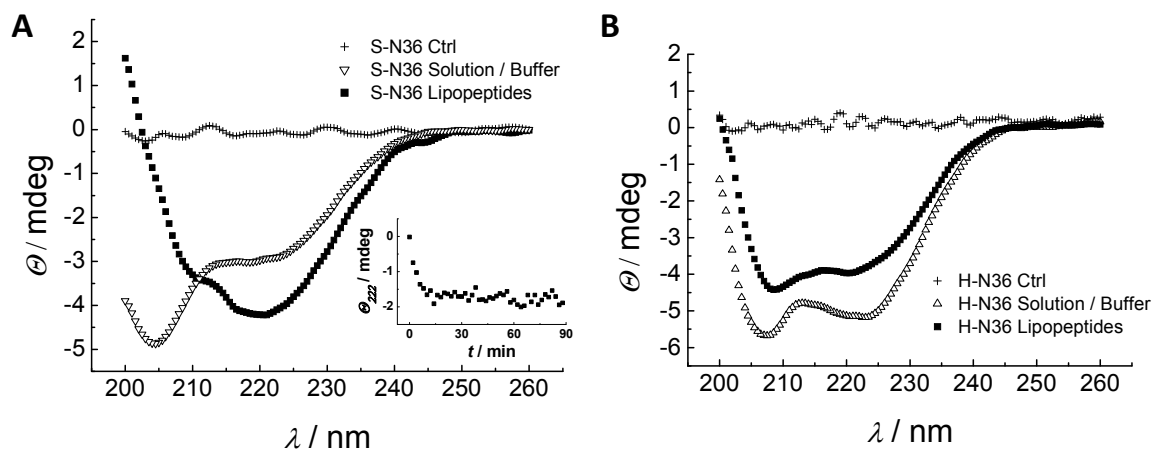 A
2
1
0
-1
-2
-3
-4
-5
Θ / mdeg
S-N36 Ctrl
S-N36 Solution / Buffer
S-N36 Lipopeptides
0
-1
-2
Θ222 / mdeg
0 30 60 90
t / min
200 210 220 230 240 250 260
λ / nm
B
2
1
0
-1
-2
-3
-4
-5
-6
Θ / mdeg
H-N36 Ctrl
H-N36 Solution / Buffer
H-N36 Lipopeptides
200 210 220 230 240 250 260
λ / nm